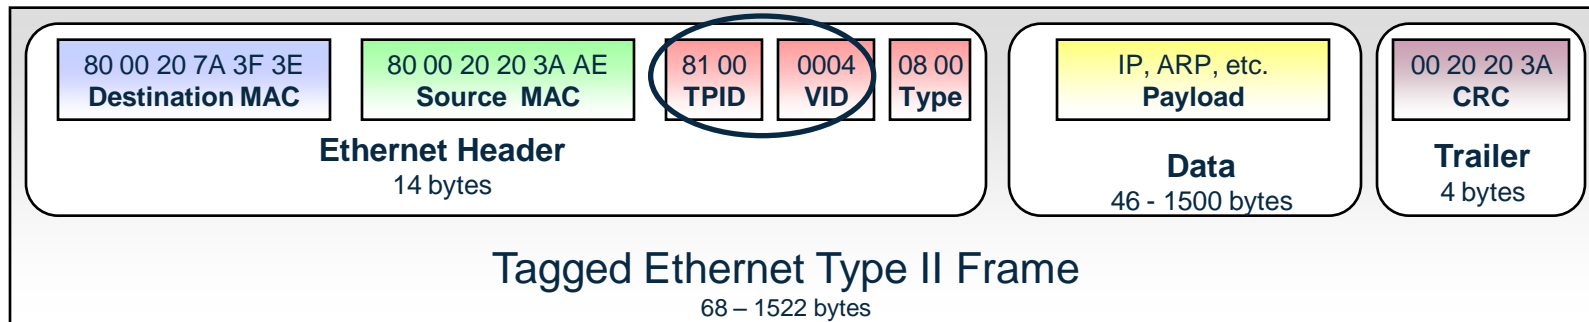 80 00 20 7A 3F 3E
Destination MAC
80 00 20 20 3A AE
Source MAC
81 00
TPID
0004
VID
08 00
Type
Ethernet Header
14 bytes
IP, ARP, etc.
Payload
Data
46 - 1500 bytes
00 20 20 3A
CRC
Trailer
4 bytes
Tagged Ethernet Type II Frame
68 – 1522 bytes